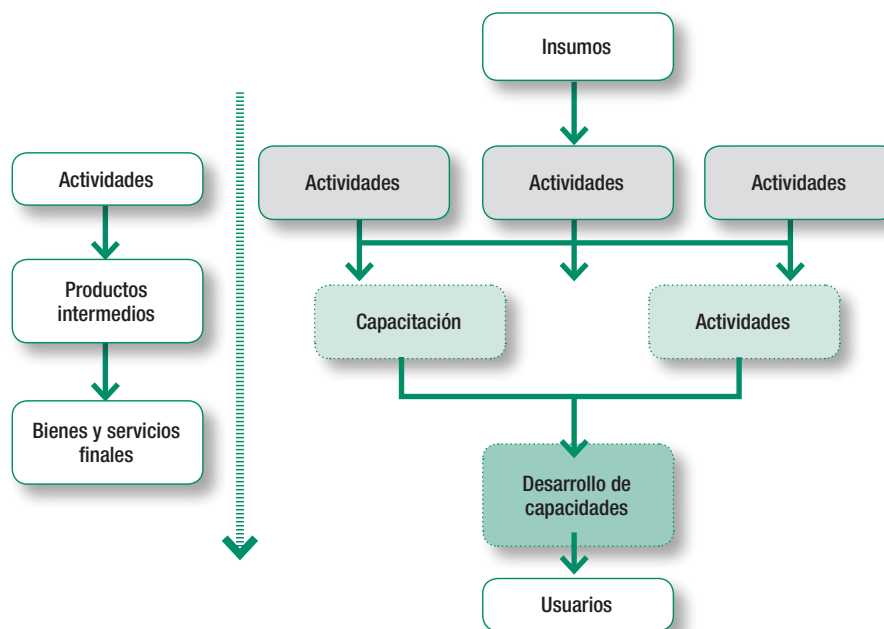 Insumos
Actividades
Actividades
Actividades
Actividades
Productos
intermedios
Capacitación
Actividades
Bienes y servicios
finales
Desarrollo de
capacidades
Usuarios